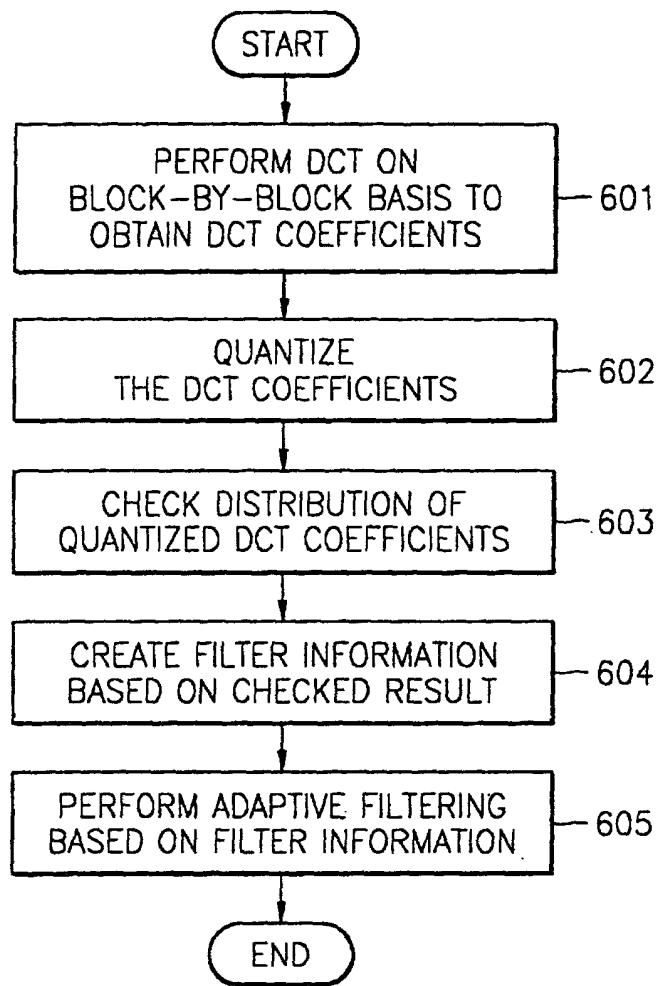 START
PERFORM DCT ON
BLOCK-BY-BLOCK BASIS TO
OBTAIN DCT COEFFICIENTS
601
QUANTIZE
THE DCT COEFFICIENTS
602
CHECK DISTRIBUTION OF
QUANTIZED DCT COEFFICIENTS
603
CREATE FILTER INFORMATION
BASED ON CHECKED RESULT
604
PERFORM ADAPTIVE FILTERING
BASED ON FILTER INFORMATION
605
END